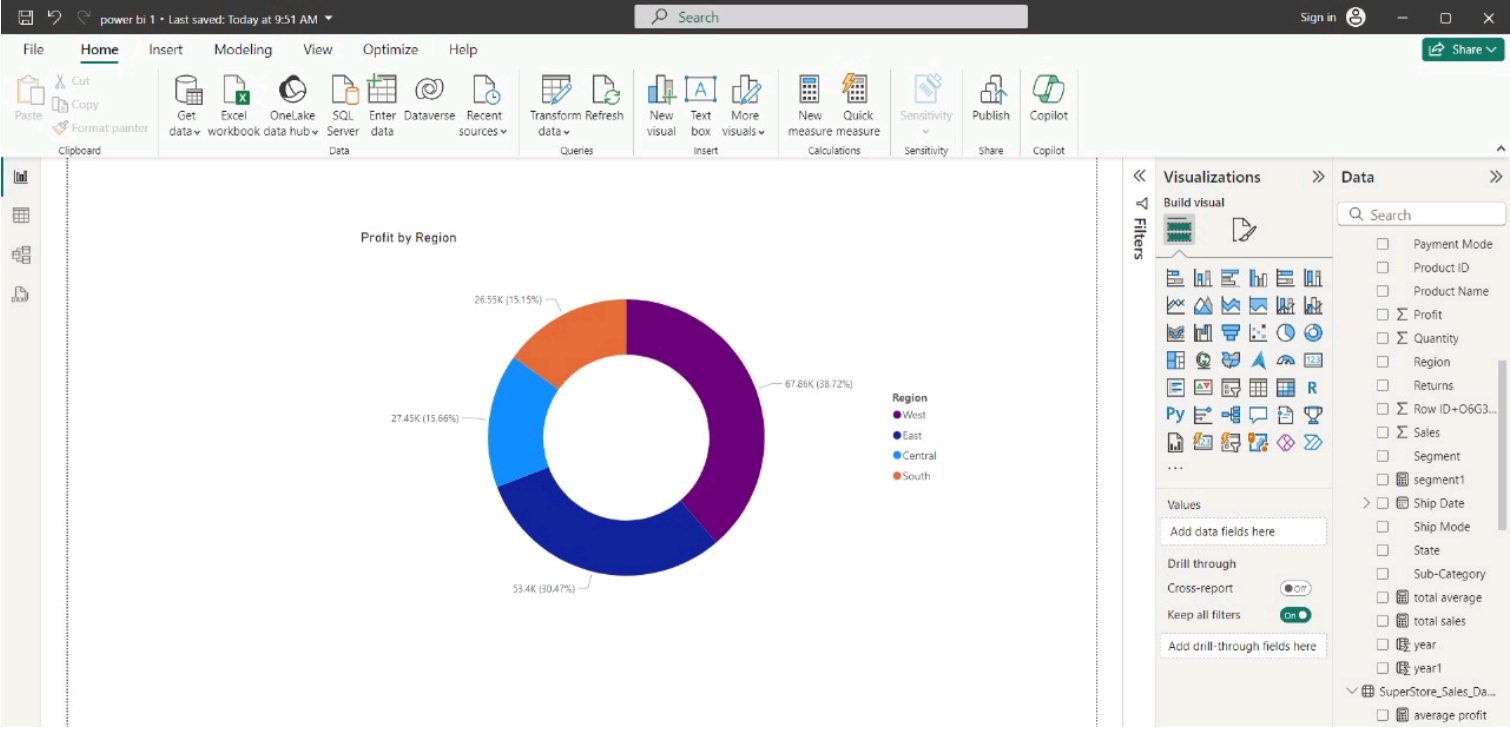 power bi 1 • Last saved: Today at 9:51 AM
Search
Sign in
File Home Insert Modeling View Optimize Help
Share
Paste
Cut
Copy
Format painter
Clipboard
Get data
Excel workbook
OneLake data hub
SQL Server
Enter data
Dataverse
Recent sources
Data
Transform data
Refresh
Queries
New visual
Text box
More visuals
Insert
New measure
Quick measure
Calculations
Sensitivity
Sensitivity
Publish
Share
Copilot
Copilot
Profit by Region
26.55K (15.15%)
67.86K (38.72%)
27.45K (15.66%)
53.4K (30.47%)
Region
West
East
Central
South
Filters
Visualizations
Build visual
123
R
Py
...
Values
Add data fields here
Drill through
Cross-report
Off
Keep all filters
On
Add drill-through fields here
Data
Search
Payment Mode
Product ID
Product Name
Profit
Quantity
Region
Returns
Row ID+O6G3...
Sales
Segment
segment1
Ship Date
Ship Mode
State
Sub-Category
total average
total sales
year
year1
SuperStore_Sales_Da...
average profit